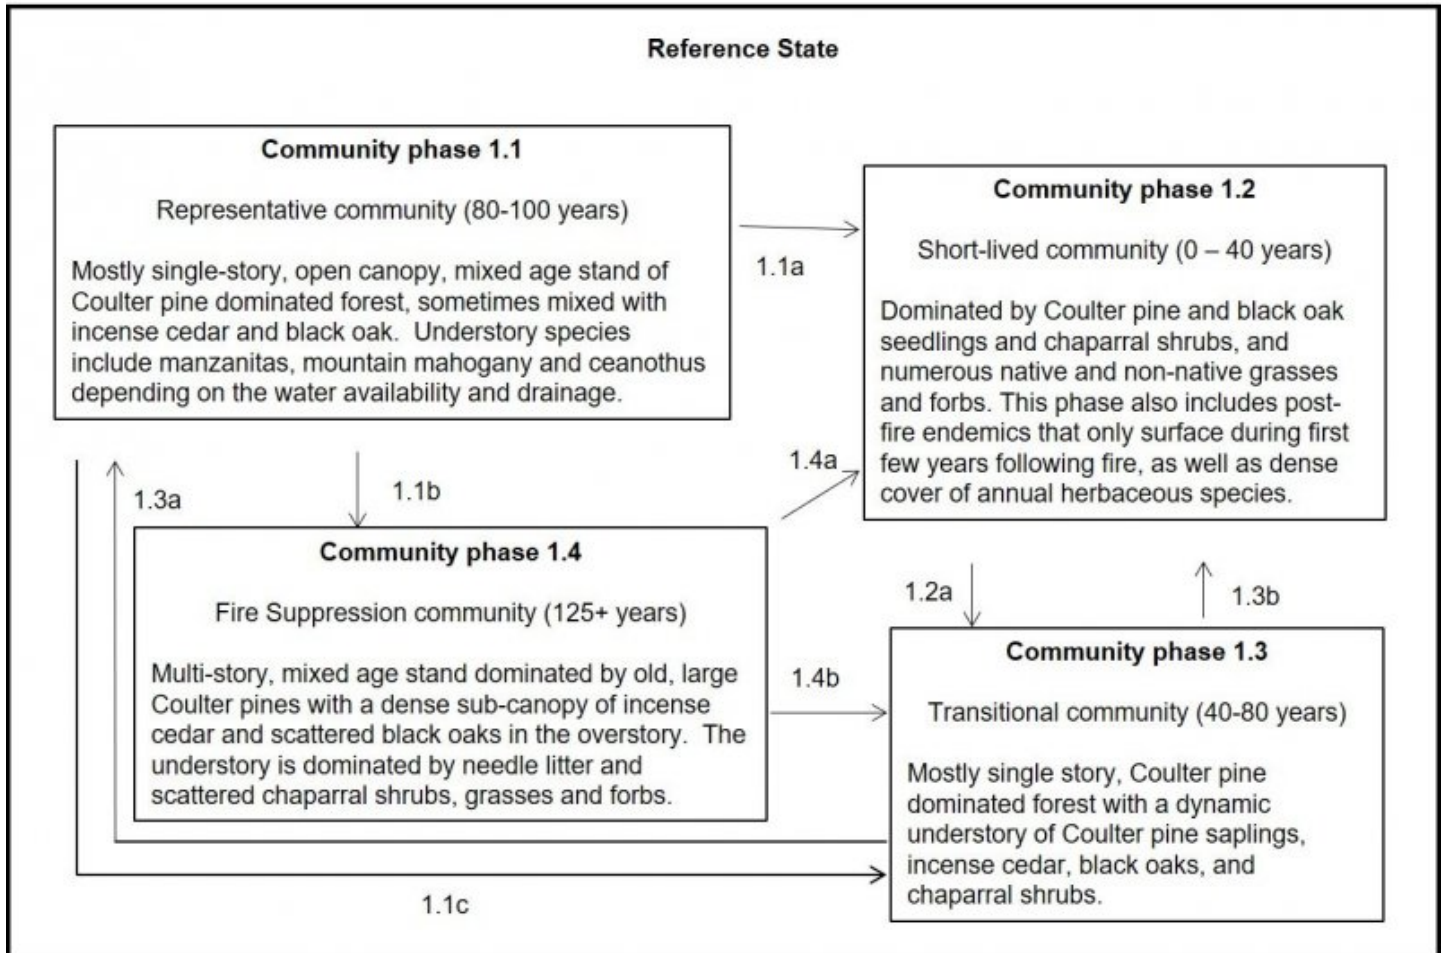 Reference State
Community phase 1.1
Representative community (80-100 years)
Mostly single-story, open canopy, mixed age stand of
Coulter pine dominated forest, sometimes mixed with
incense cedar and black oak.  Understory species
include manzanitas, mountain mahogany and ceanothus
depending on the water availability and drainage.
1.1a
Community phase 1.2
Short-lived community (0 – 40 years)
Dominated by Coulter pine and black oak
seedlings and chaparral shrubs, and
numerous native and non-native grasses
and forbs. This phase also includes post-
fire endemics that only surface during first
few years following fire, as well as dense
cover of annual herbaceous species.
1.3a
1.1b
1.4a
Community phase 1.4
Fire Suppression community (125+ years)
Multi-story, mixed age stand dominated by old, large
Coulter pines with a dense sub-canopy of incense
cedar and scattered black oaks in the overstory.  The
understory is dominated by needle litter and
scattered chaparral shrubs, grasses and forbs.
1.2a
1.3b
1.4b
Community phase 1.3
Transitional community (40-80 years)
Mostly single story, Coulter pine
dominated forest with a dynamic
understory of Coulter pine saplings,
incense cedar, black oaks, and
chaparral shrubs.
1.1c